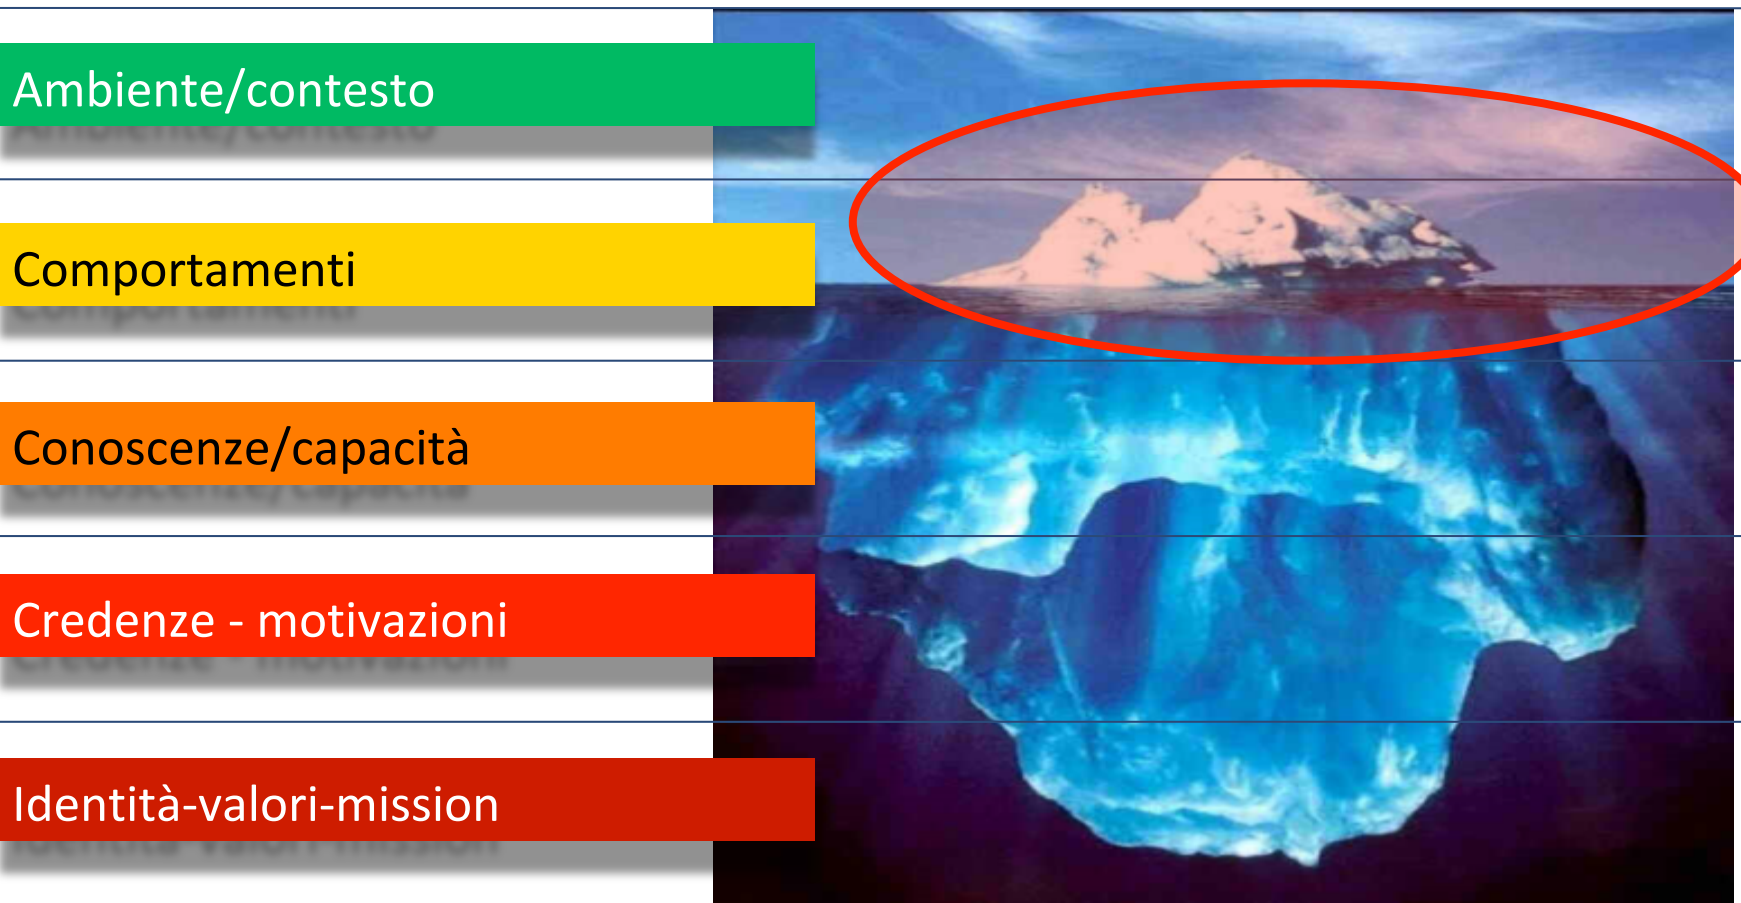 Ambiente/contesto
Comportamenti
Conoscenze/capacità
Credenze - motivazioni
Identità-valori-mission